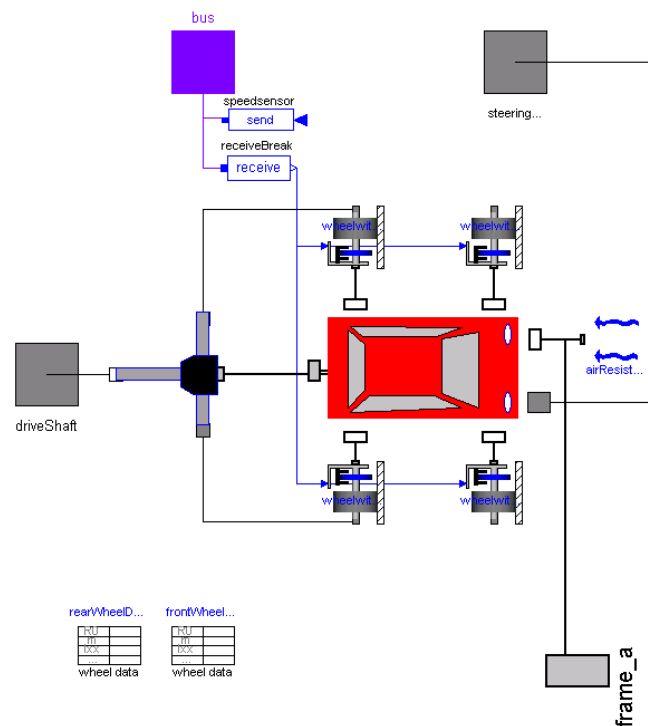 bus
speedsensor
send
steering...
receiveBreak
receive
wheelwit...
wheelwit...
airResist...
driveShaft
wheelwit...
wheelwit...
rearWheelD...
frontWheel...
RU
RU
m
m
Ixx
Ixx
...
...
wheel data
wheel data
frame_a